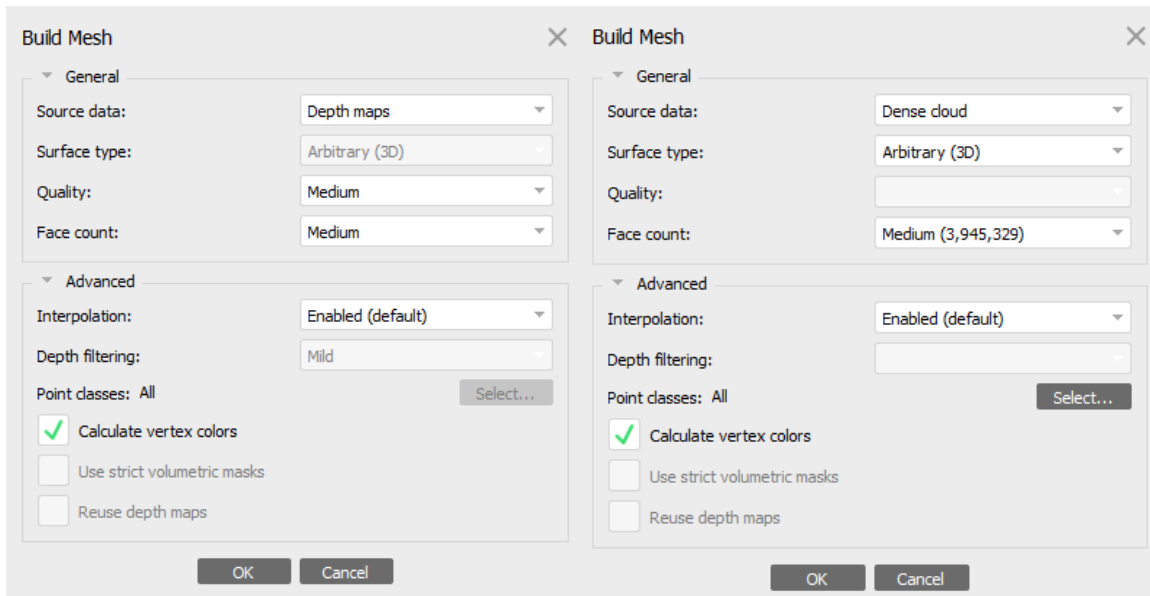 Build Mesh
General
Source data: Depth maps
Surface type: Arbitrary (3D)
Quality: Medium
Face count: Medium
Advanced
Interpolation: Enabled (default)
Depth filtering: Mild
Point classes: All Select...
Calculate vertex colors
Use strict volumetric masks
Reuse depth maps
OK Cancel
Build Mesh
General
Source data: Dense cloud
Surface type: Arbitrary (3D)
Quality:
Face count: Medium (3,945,329)
Advanced
Interpolation: Enabled (default)
Depth filtering:
Point classes: All Select...
Calculate vertex colors
Use strict volumetric masks
Reuse depth maps
OK Cancel